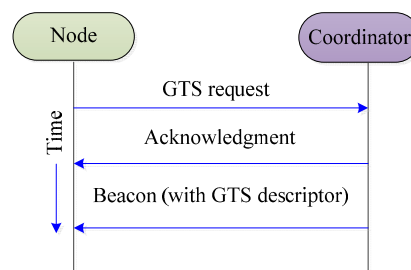 Node
Coordinator
GTS request
Acknowledgment
Time
Beacon (with GTS descriptor)